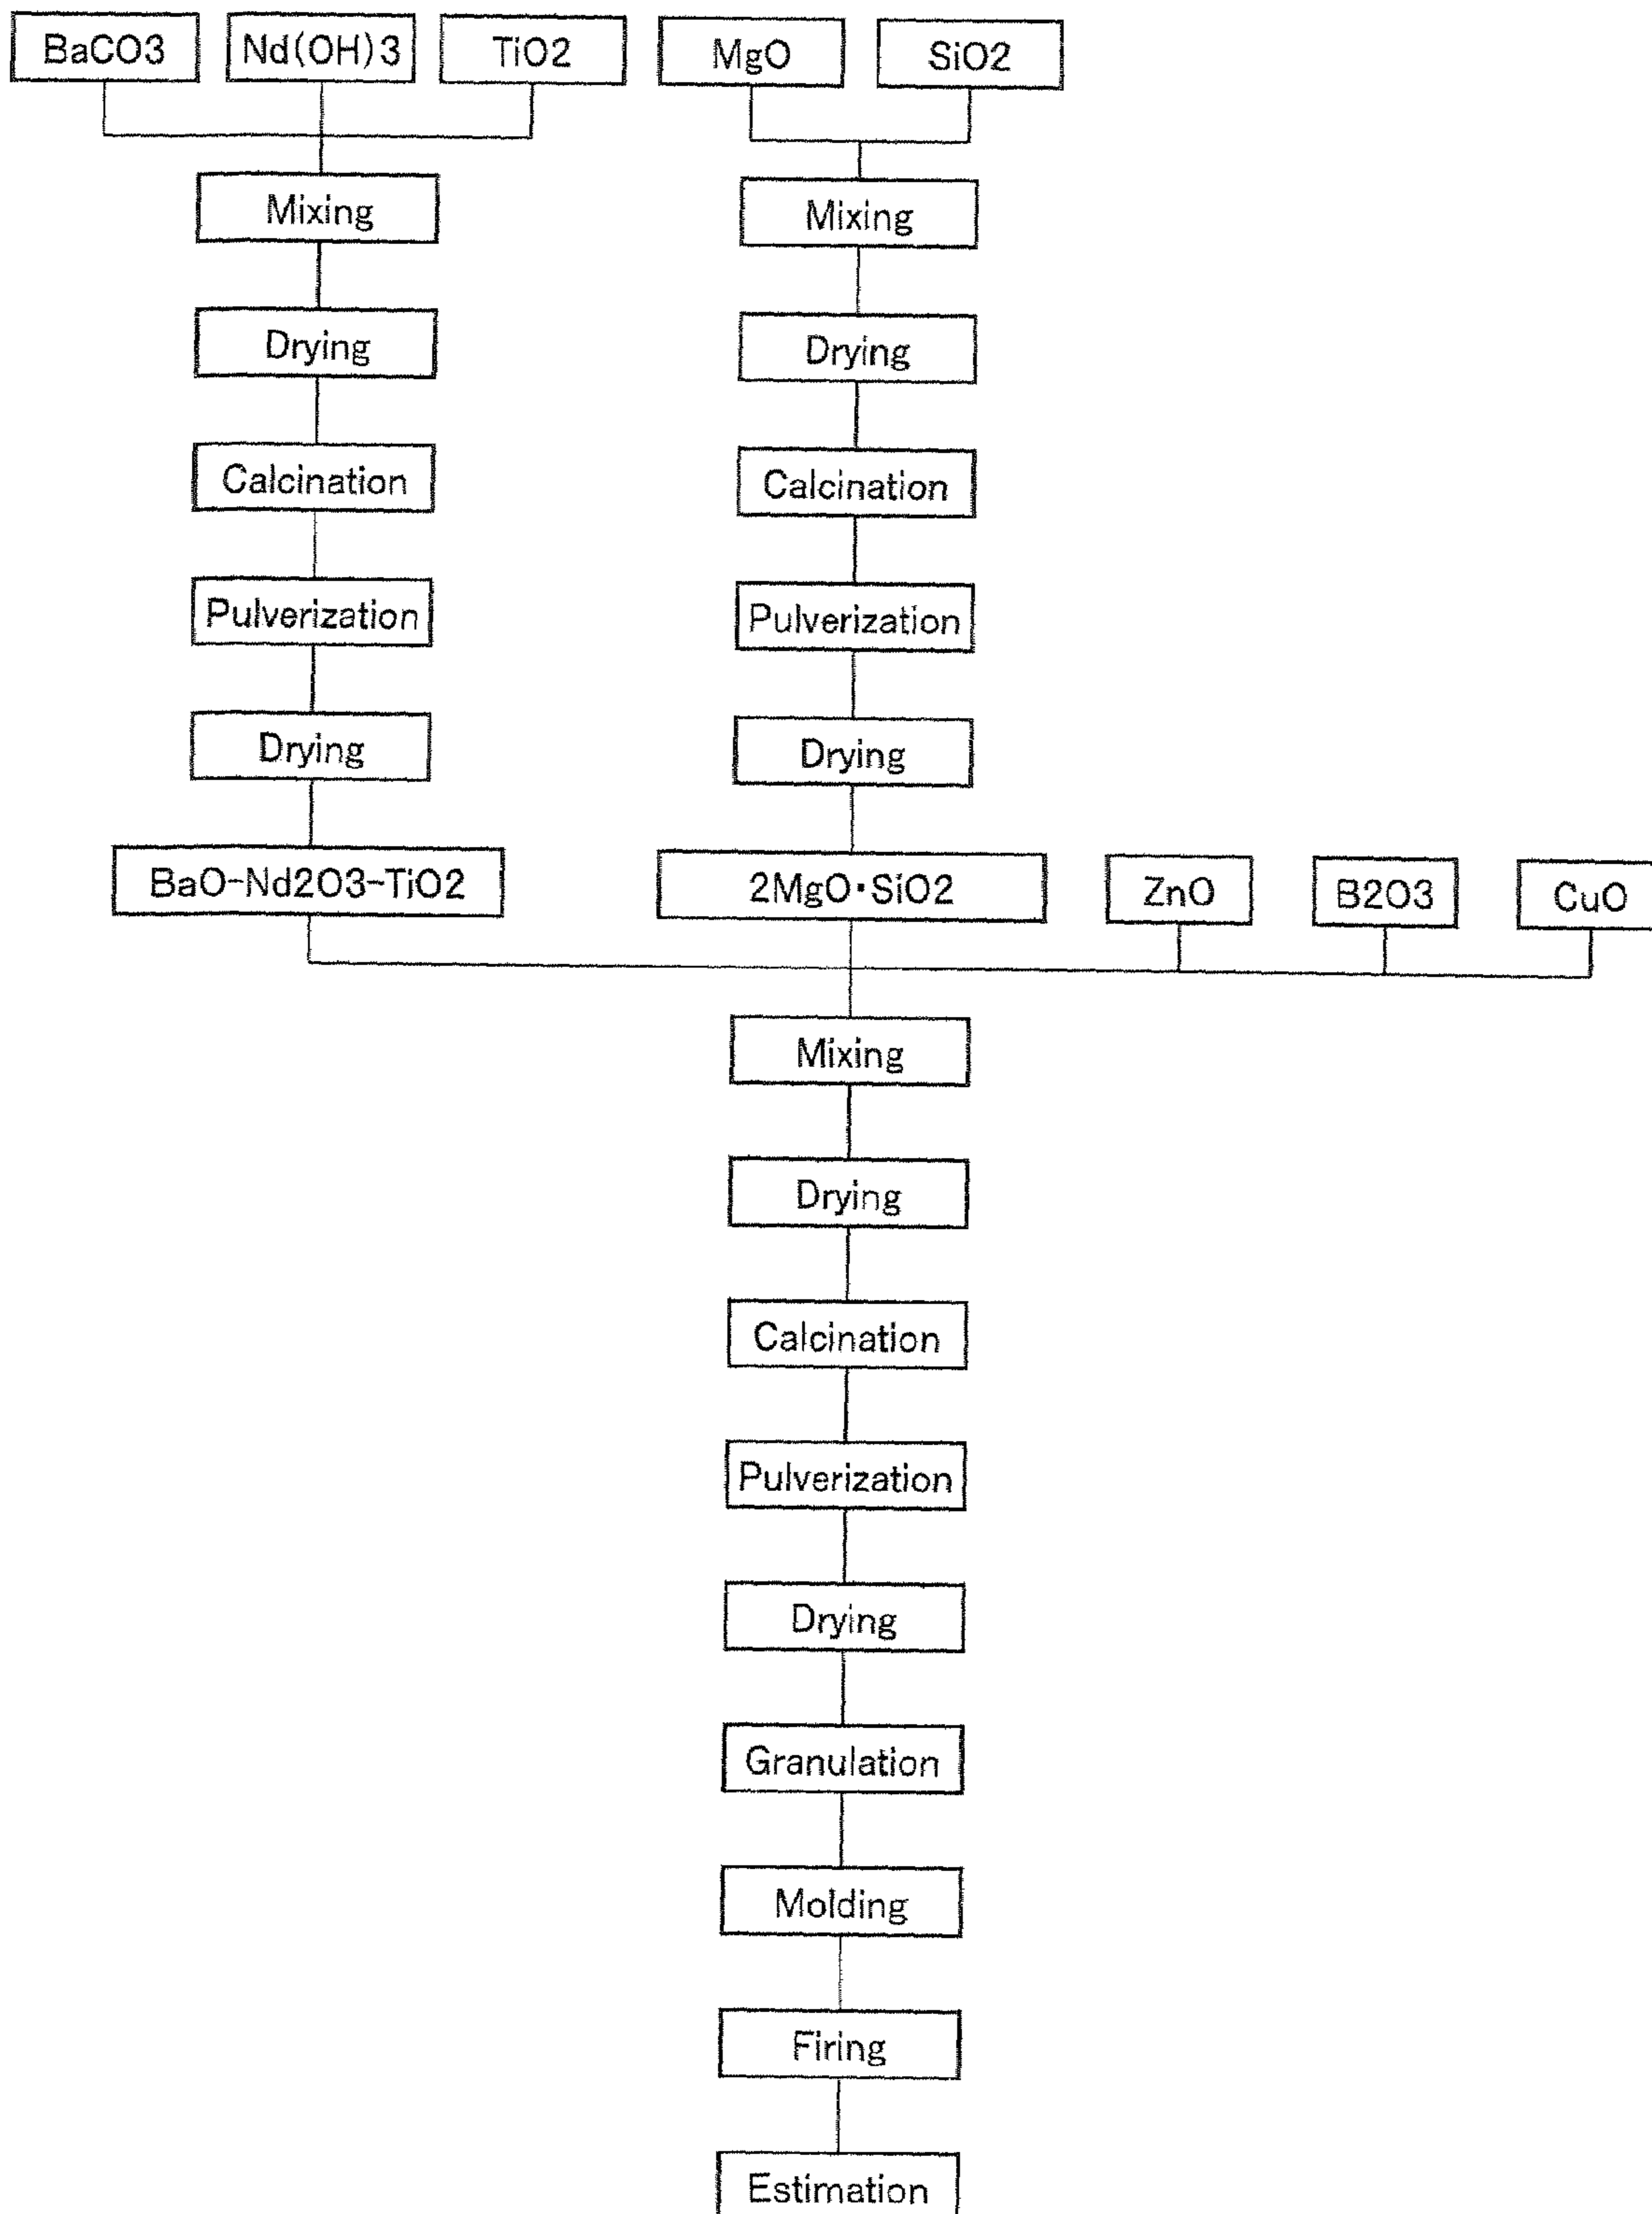 BaCO3
Nd(OH)3
TiO2
MgO
SiO2
Mixing
Mixing
Drying
Drying
Calcination
Calcination
Pulverization
Pulverization
Drying
Drying
BaO-Nd2O3-TiO2
2MgO・SiO2
ZnO
B2O3
CuO
Mixing
Drying
Calcination
Pulverization
Drying
Granulation
Molding
Firing
Estimation